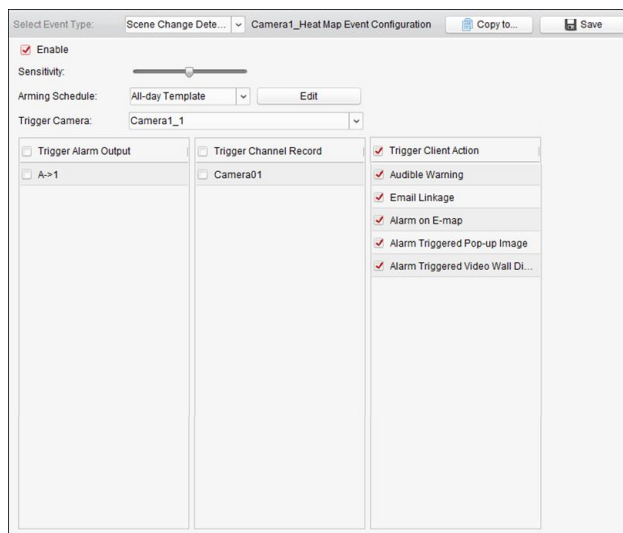 Select Event Type: Scene Change Dete... Camera1_Heat Map Event Configuration Copy to... Save
Enable
Sensitivity:
Arming Schedule: All-day Template Edit
Trigger Camera: Camera1_1
Trigger Alarm Output Trigger Channel Record Trigger Client Action
A->1 Camera01 Audible Warning
Email Linkage
Alarm on E-map
Alarm Triggered Pop-up Image
Alarm Triggered Video Wall Di...